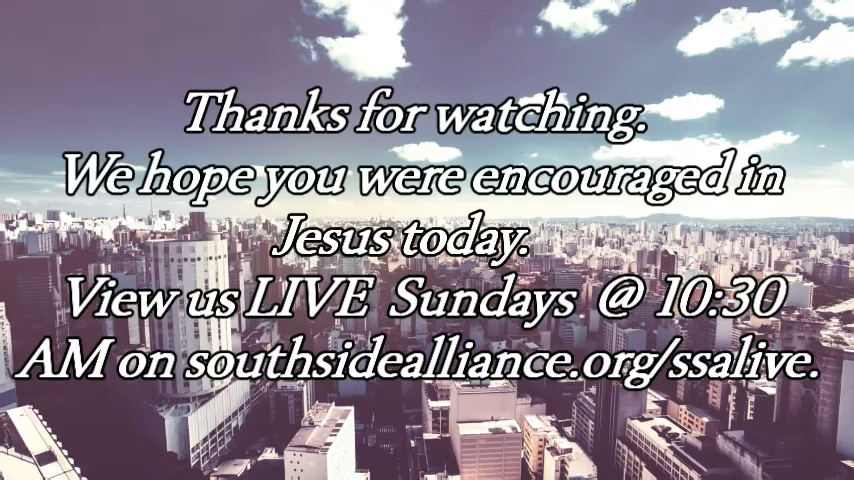 Thanks for watching.
We hope you were encouraged in
Jesus today.
View us LIVE Sundays @ 10:30
AM on southsidealliance.org/ssalive.